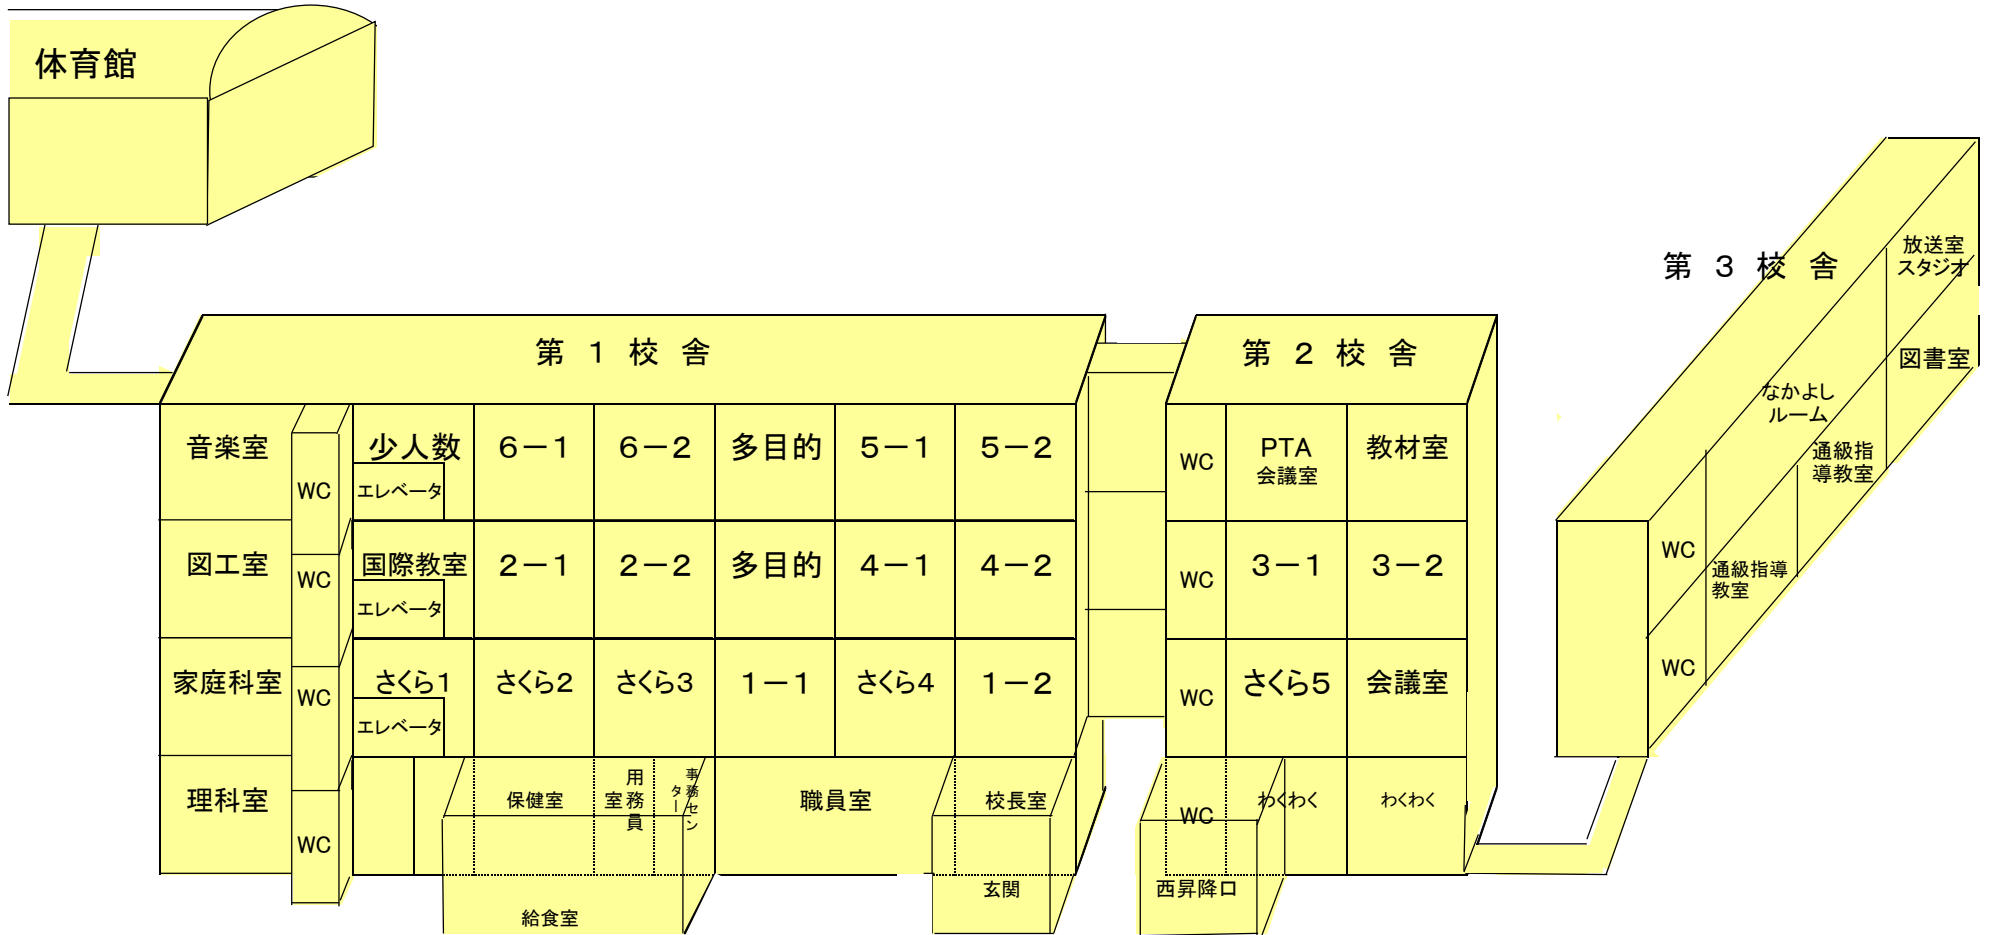 体育館
第３校舎
放送室
スタジオ
図書室
なかよし
ルーム
通級指
導教室
WC
通級指導
教室
WC
第１校舎
第２校舎
音楽室
WC
少人数
エレベータ
６－１
６－２
多目的
５－１
５－２
WC
PTA
会議室
教材室
図工室
WC
国際教室
エレベータ
２－１
２－２
多目的
４－１
４－２
WC
３－１
３－２
家庭科室
WC
さくら1
エレベータ
さくら2
さくら3
１－１
さくら4
１－２
WC
さくら5
会議室
理科室
WC
保健室
用務員
室
事務セン
ター
職員室
校長室
WC
わくわく
わくわく
給食室
玄関
西昇降口